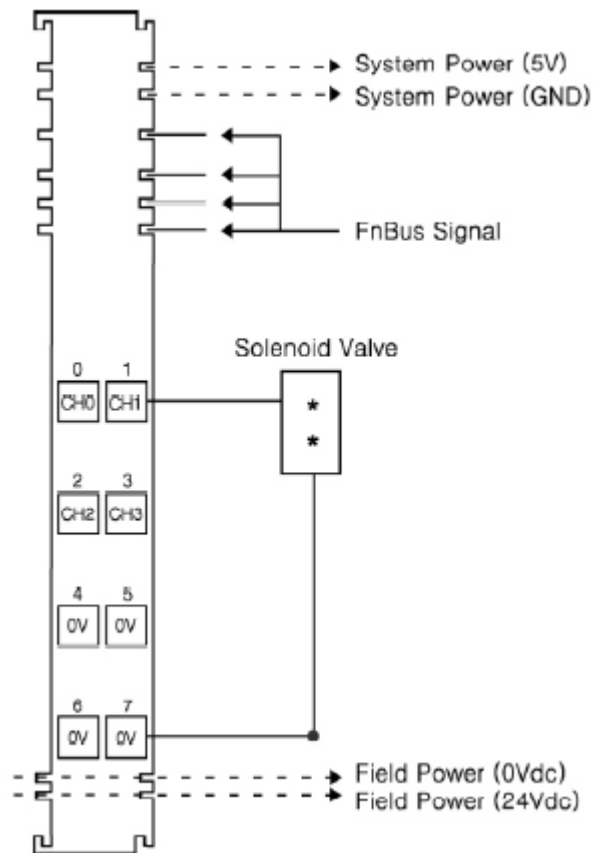 System Power (5V)
System Power (GND)
FnBus Signal
Solenoid Valve
0 1
CH0 CH1
*
*
2 3
CH2 CH3
4 5
0V 0V
6 7
0V 0V
Field Power (0Vdc)
Field Power (24Vdc)